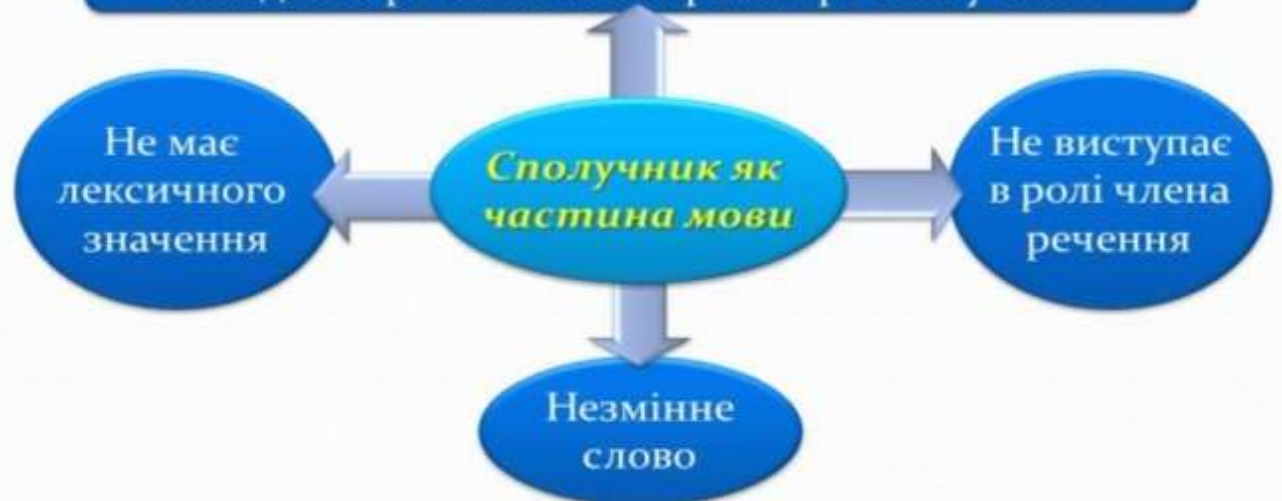 Не має
лексичного
значення
Сполучник як
частина мови
Не виступає
в ролі члена
речення
Незмінне
слово